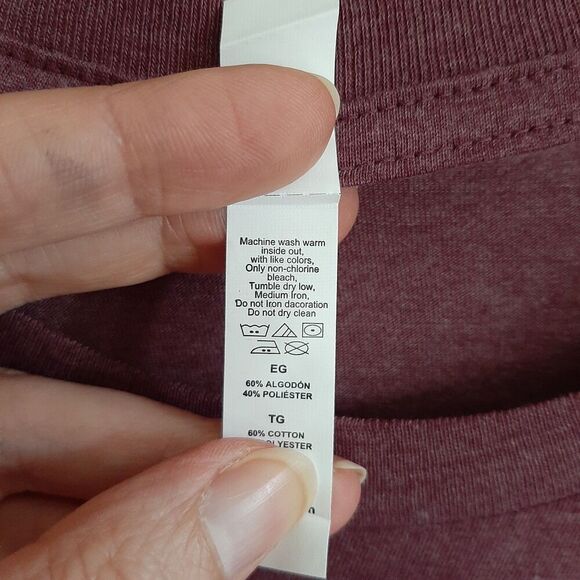 Machine wash warm
inside out,
with like colors,
Only non-chlorine
bleach,
Tumble dry low,
Medium Iron,
Do not Iron dacoration
Do not dry clean
EG
60% ALGODÓN
40% POLIÉSTER
TG
60% COTTON